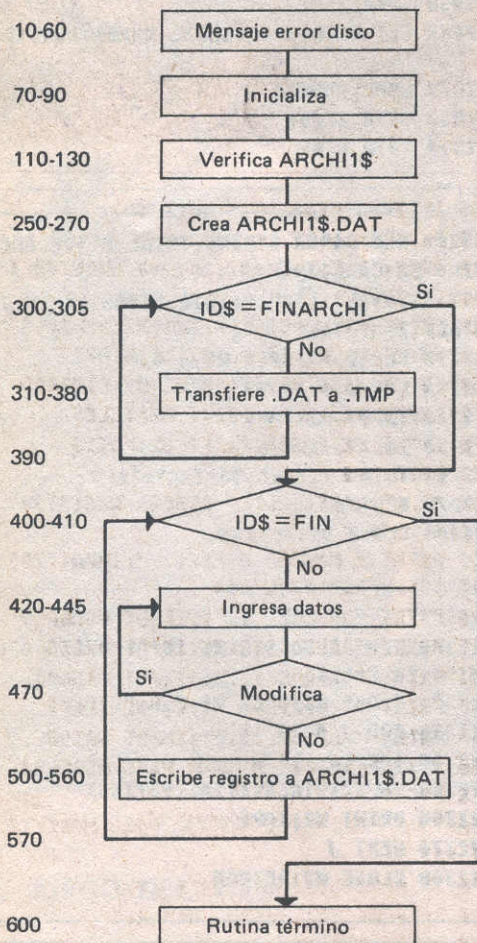 10-60 Mensaje error disco
70-90 Inicializa
110-130 Verifica ARCHI1$
250-270 Crea ARCHI1$.DAT
300-305 ID$ = FINARCHI Si
No
310-380 Transfiere .DAT a .TMP
390
400-410 ID$ = FIN Si
No
420-445 Ingresa datos
Si
470 Modifica
No
500-560 Escribe registro a ARCHI1$.DAT
570
600 Rutina término